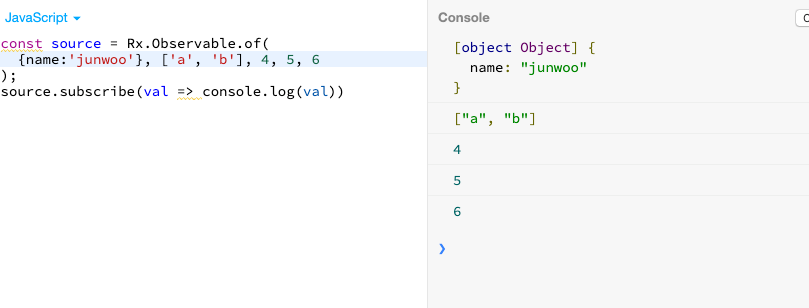 JavaScript
const source = Rx.Observable.of(
{name:'junwoo'}, ['a', 'b'], 4, 5, 6
);
source.subscribe(val => console.log(val))
Console
[object Object] {
name: "junwoo"
}
["a", "b"]
4
5
6